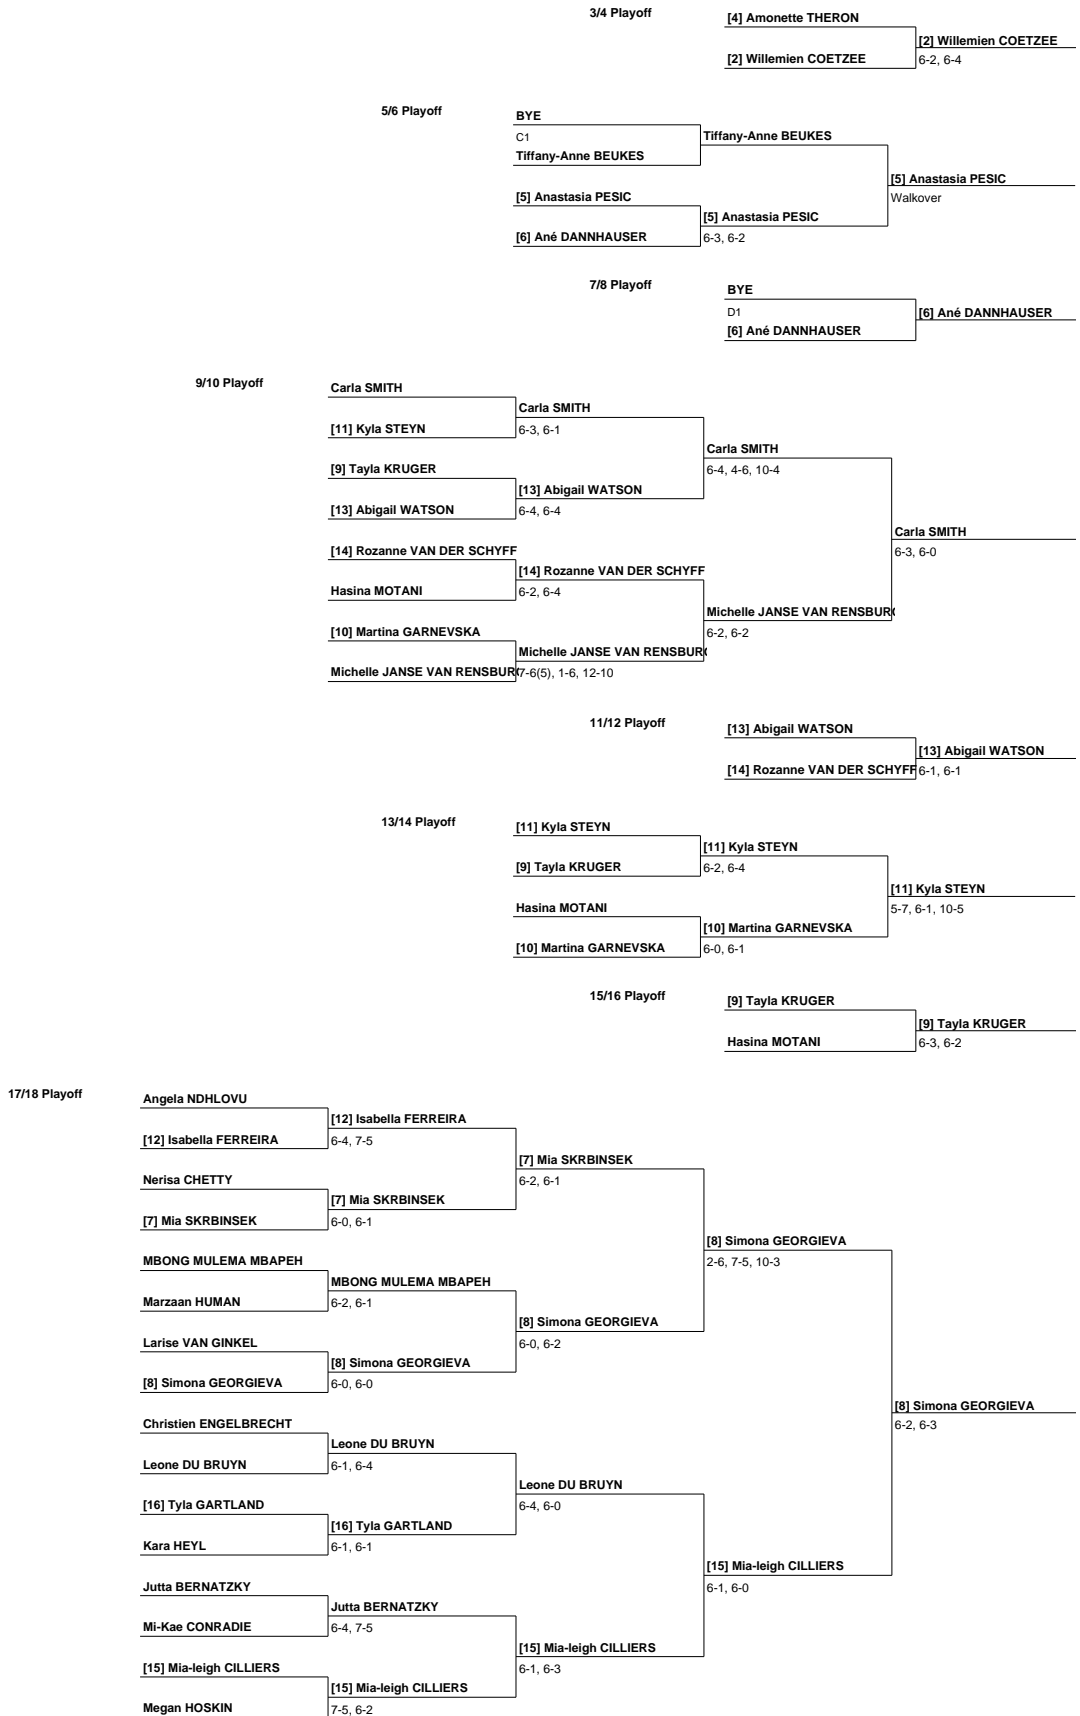 3/4 Playoff
[4] Amonette THERON
[2] Willemien COETZEE
[2] Willemien COETZEE
6-2, 6-4
5/6 Playoff
BYE
C1
Tiffany-Anne BEUKES
Tiffany-Anne BEUKES
[5] Anastasia PESIC
[5] Anastasia PESIC
Walkover
[5] Anastasia PESIC
[6] Ané DANNHAUSER
6-3, 6-2
7/8 Playoff
BYE
D1
[6] Ané DANNHAUSER
[6] Ané DANNHAUSER
9/10 Playoff
Carla SMITH
Carla SMITH
[11] Kyla STEYN
6-3, 6-1
Carla SMITH
[9] Tayla KRUGER
6-4, 4-6, 10-4
[13] Abigail WATSON
[13] Abigail WATSON
6-4, 6-4
Carla SMITH
[14] Rozanne VAN DER SCHYFF
6-3, 6-0
[14] Rozanne VAN DER SCHYFF
Hasina MOTANI
6-2, 6-4
Michelle JANSE VAN RENSBURG
[10] Martina GARNEVSKA
6-2, 6-2
Michelle JANSE VAN RENSBURG
Michelle JANSE VAN RENSBURG
7-6(5), 1-6, 12-10
11/12 Playoff
[13] Abigail WATSON
[13] Abigail WATSON
[14] Rozanne VAN DER SCHYFF
6-1, 6-1
13/14 Playoff
[11] Kyla STEYN
[11] Kyla STEYN
[9] Tayla KRUGER
6-2, 6-4
[11] Kyla STEYN
Hasina MOTANI
5-7, 6-1, 10-5
[10] Martina GARNEVSKA
[10] Martina GARNEVSKA
6-0, 6-1
15/16 Playoff
[9] Tayla KRUGER
[9] Tayla KRUGER
Hasina MOTANI
6-3, 6-2
17/18 Playoff
Angela NDHLOVU
[12] Isabella FERREIRA
[12] Isabella FERREIRA
6-4, 7-5
[7] Mia SKRBINSEK
Nerisa CHETTY
6-2, 6-1
[7] Mia SKRBINSEK
[7] Mia SKRBINSEK
6-0, 6-1
[8] Simona GEORGIEVA
MBONG MULEMA MBAPEH
2-6, 7-5, 10-3
MBONG MULEMA MBAPEH
Marzaan HUMAN
6-2, 6-1
[8] Simona GEORGIEVA
Larise VAN GINKEL
6-0, 6-2
[8] Simona GEORGIEVA
[8] Simona GEORGIEVA
6-0, 6-0
[8] Simona GEORGIEVA
Christien ENGELBRECHT
6-2, 6-3
Leone DU BRUYN
Leone DU BRUYN
6-1, 6-4
Leone DU BRUYN
[16] Tyla GARTLAND
6-4, 6-0
[16] Tyla GARTLAND
Kara HEYL
6-1, 6-1
[15] Mia-leigh CILLIERS
Jutta BERNATZKY
6-1, 6-0
Jutta BERNATZKY
Mi-Kae CONRADIE
6-4, 7-5
[15] Mia-leigh CILLIERS
[15] Mia-leigh CILLIERS
6-1, 6-3
[15] Mia-leigh CILLIERS
Megan HOSKIN
7-5, 6-2